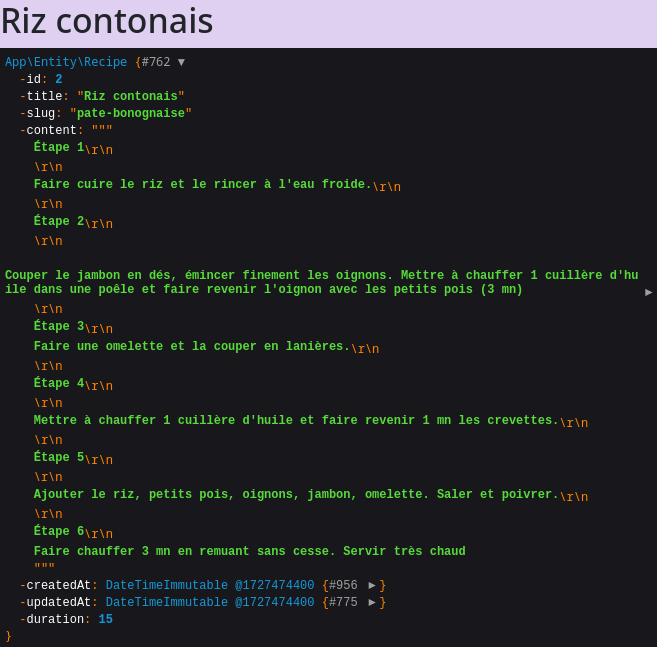 Riz contonais
App\Entity\Recipe {#762 ▼
-id: 2
-title: "Riz contonais"
-slug: "pate-bonognaise"
-content: """
Étape 1\r\n
\r\n
Faire cuire le riz et le rincer à l'eau froide.\r\n
\r\n
Étape 2\r\n
\r\n
Couper le jambon en dés, émincer finement les oignons. Mettre à chauffer 1 cuillère d'hu
ile dans une poêle et faire revenir l'oignon avec les petits pois (3 mn) ▶
\r\n
Étape 3\r\n
Faire une omelette et la couper en lanières.\r\n
\r\n
Étape 4\r\n
\r\n
Mettre à chauffer 1 cuillère d'huile et faire revenir 1 mn les crevettes.\r\n
\r\n
Étape 5\r\n
\r\n
Ajouter le riz, petits pois, oignons, jambon, omelette. Saler et poivrer.\r\n
\r\n
Étape 6\r\n
Faire chauffer 3 mn en remuant sans cesse. Servir très chaud
"""
-createdAt: DateTimeImmutable @1727474400 {#956 ▶}
-updatedAt: DateTimeImmutable @1727474400 {#775 ▶}
-duration: 15
}